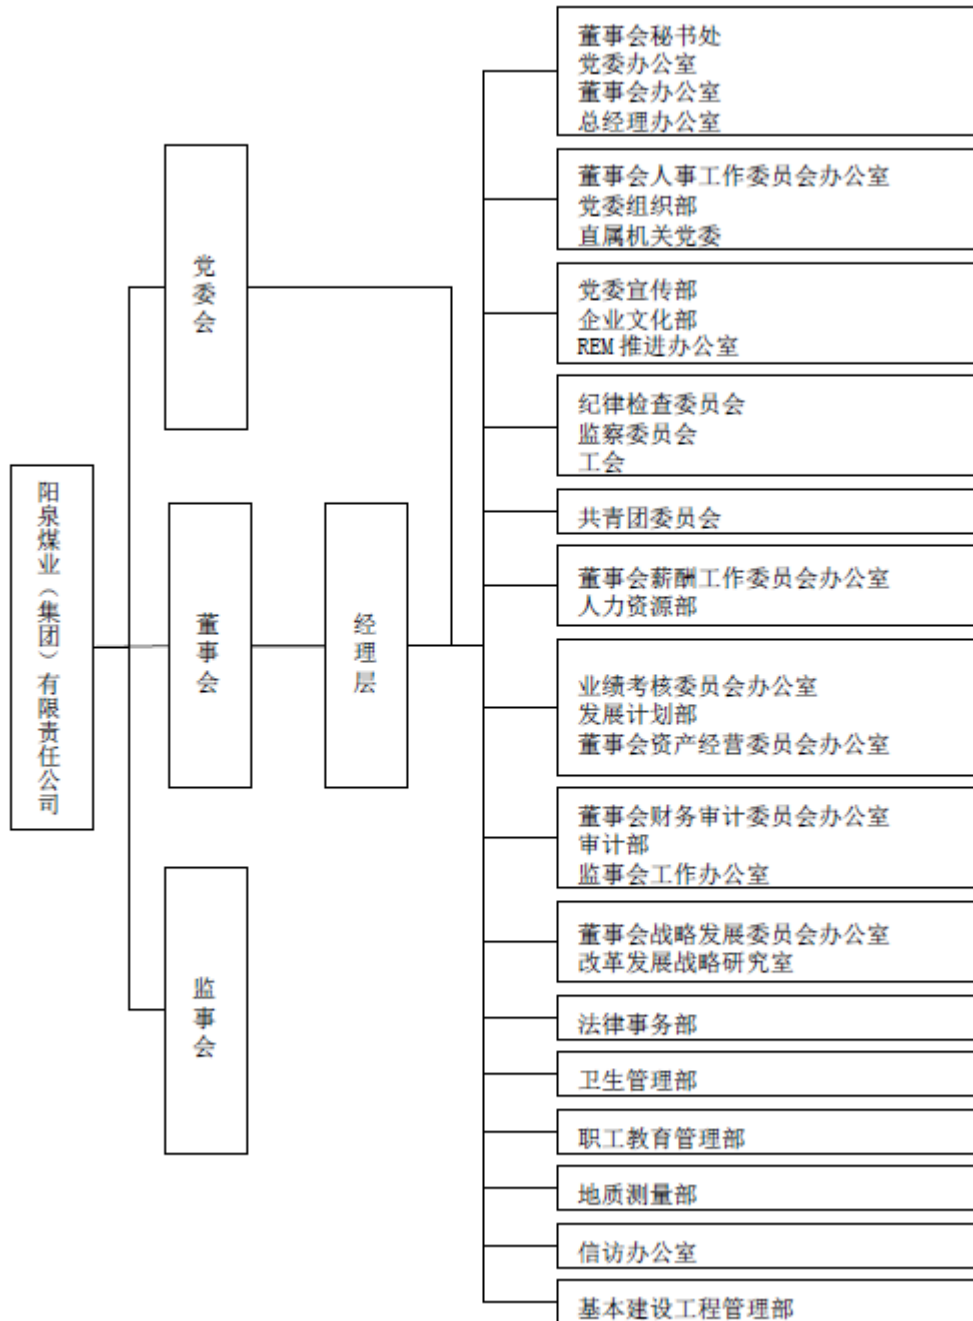 阳泉煤业（集团）有限责任公司
党委会
董事会
监事会
经理层
董事会秘书处
党委办公室
董事会办公室
总经理办公室
董事会人事工作委员会办公室
党委组织部
直属机关党委
党委宣传部
企业文化部
REM 推进办公室
纪律检查委员会
监察委员会
工会
共青团委员会
董事会薪酬工作委员会办公室
人力资源部
业绩考核委员会办公室
发展计划部
董事会资产经营委员会办公室
董事会财务审计委员会办公室
审计部
监事会工作办公室
董事会战略发展委员会办公室
改革发展战略研究室
法律事务部
卫生管理部
职工教育管理部
地质测量部
信访办公室
基本建设工程管理部